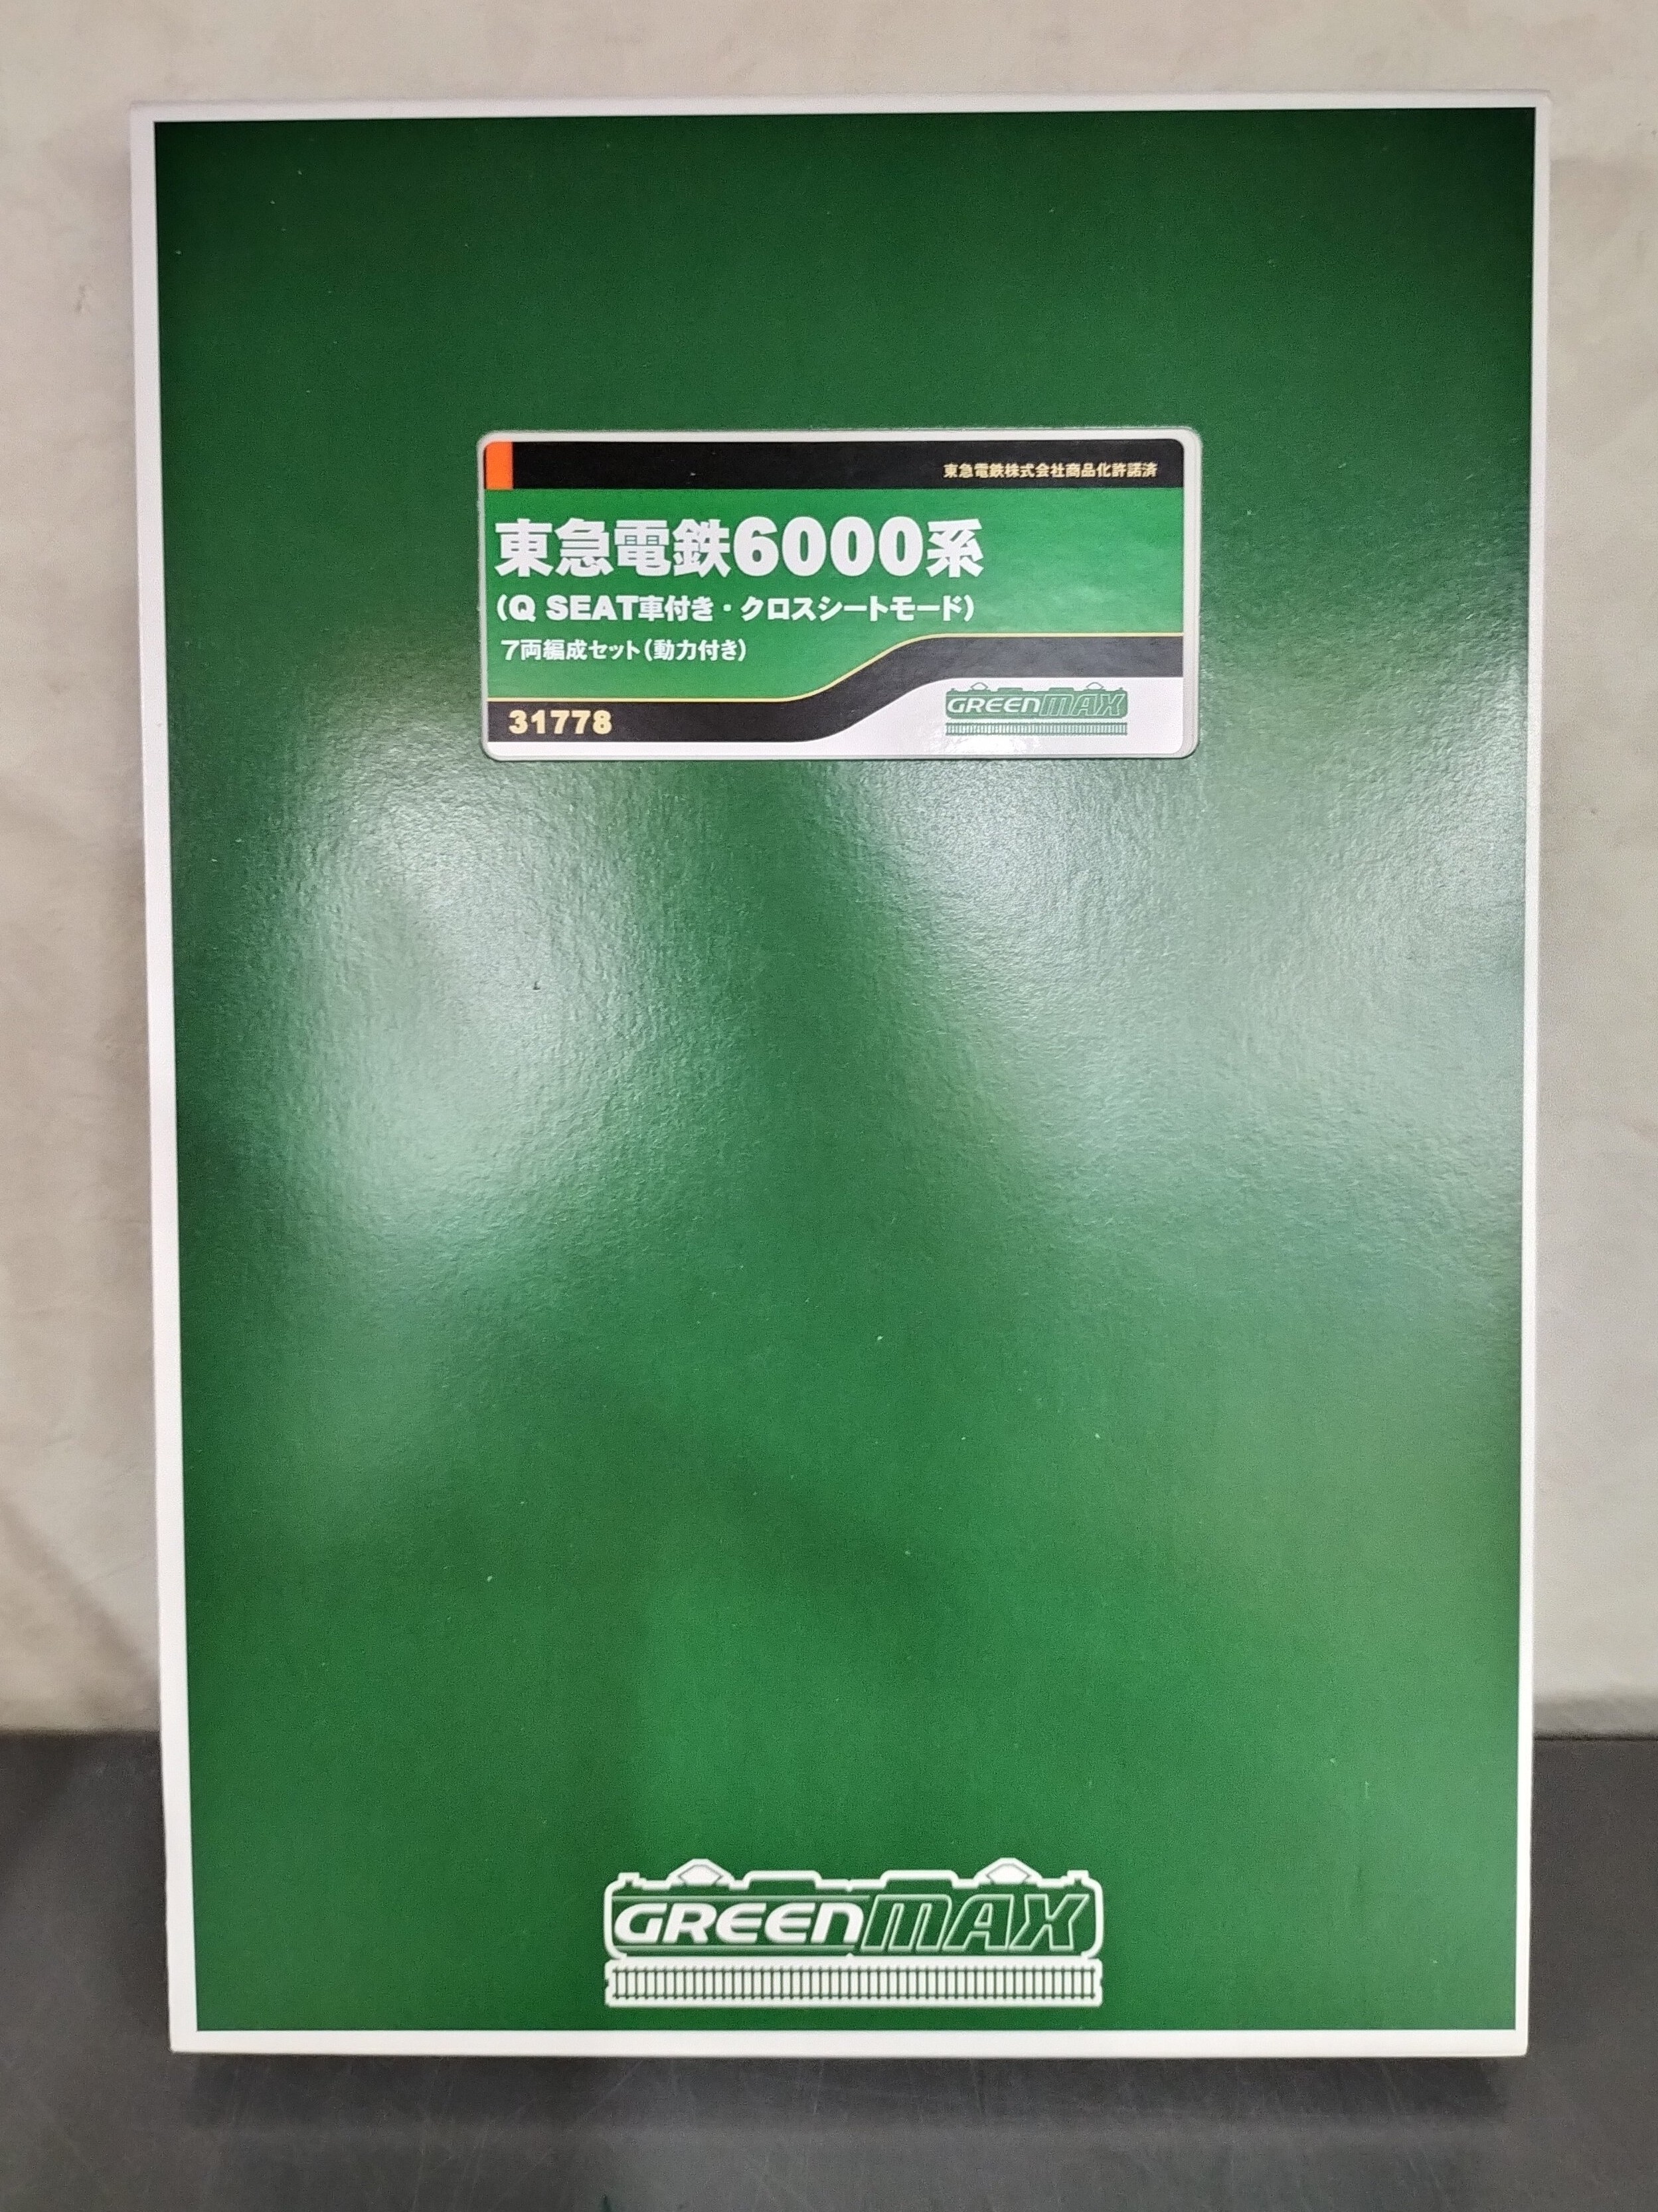 東急電鉄株式会社商品化許諾済
東急電鉄6000系
(Q SEAT車付き・クロスシートモード)
7両編成セット(動力付き)
31778
GREENMAX
GREENMAX